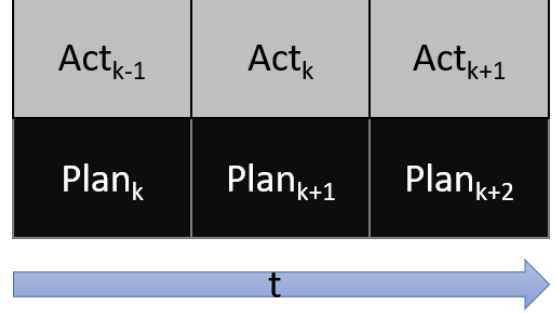 Act_{k-1} Act_k Act_{k+1}
Plan_k Plan_{k+1} Plan_{k+2}
t